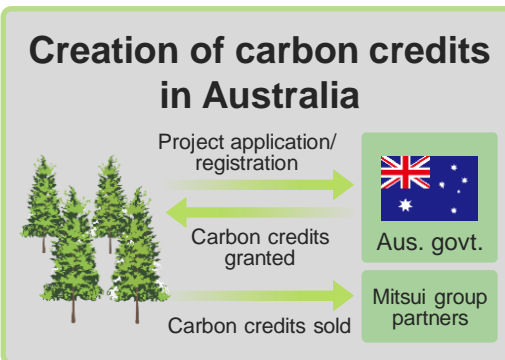 Creation of carbon credits
in Australia
Project application/
registration
Carbon credits
granted
Aus. govt.
Carbon credits sold
Mitsui group
partners